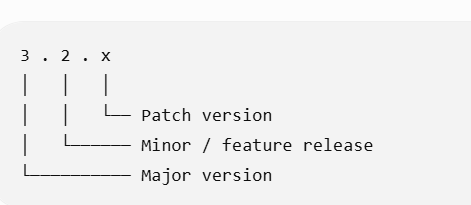 3 . 2 . x
Patch version
Minor / feature release
Major version